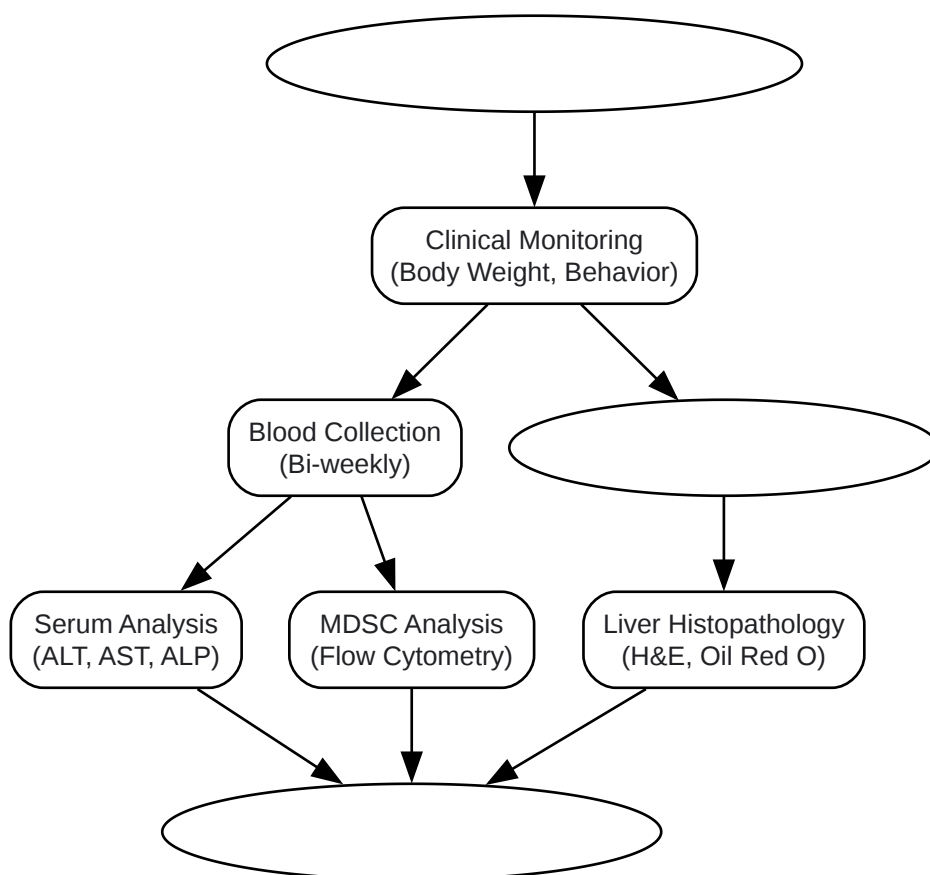 Clinical Monitoring
(Body Weight, Behavior)
Blood Collection
(Bi-weekly)
Serum Analysis
(ALT, AST, ALP)
MDSC Analysis
(Flow Cytometry)
Liver Histopathology
(H&E, Oil Red O)